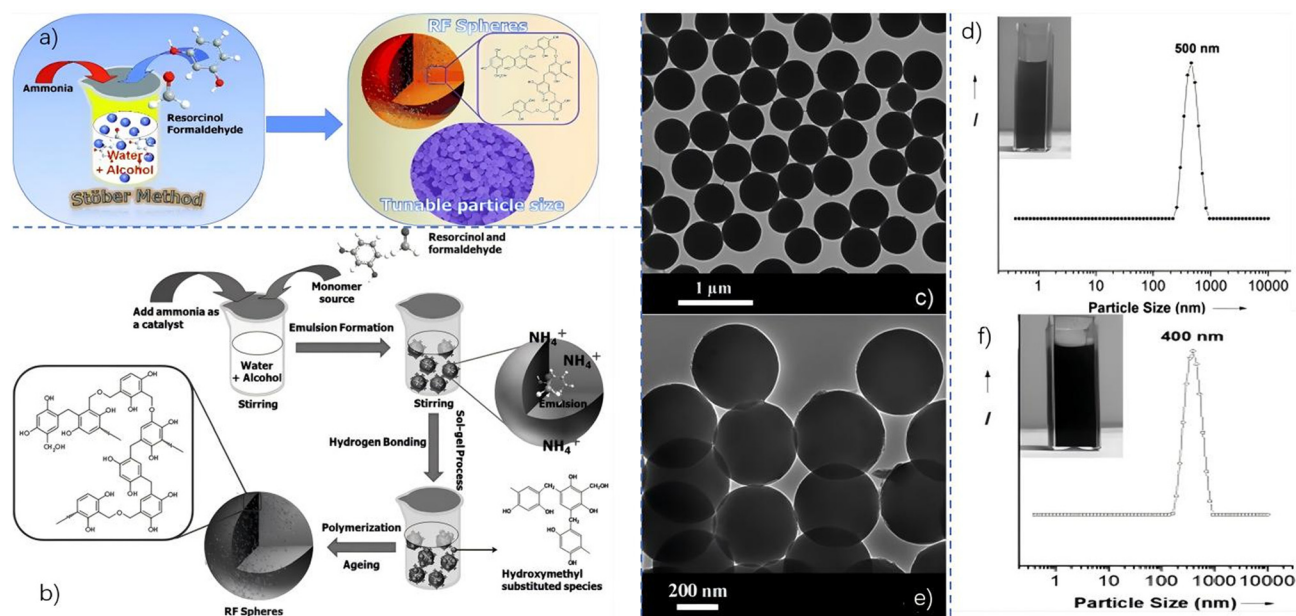 a)
RF Spheres
Ammonia
Resorcinol
Formaldehyde
Water
+ Alcohol
Stöber Method
Tunable particle size
Resorcinol and
formaldehyde
Monomer
source
Add ammonia as
a catalyst
Emulsion Formation
Water
+ Alcohol
Stirring
Stirring
NH4+
NH4+
Emulsion
NH4+
Hydrogen Bonding
Sol-gel Process
Polymerization
Ageing
Hydroxymethyl
substituted species
RF Spheres
b)
1 µm
c)
200 nm
e)
d)
500 nm
I
1 10 100 1000 10000
Particle Size (nm)
f)
400 nm
I
1 10 100 1000 10000
Particle Size (nm)